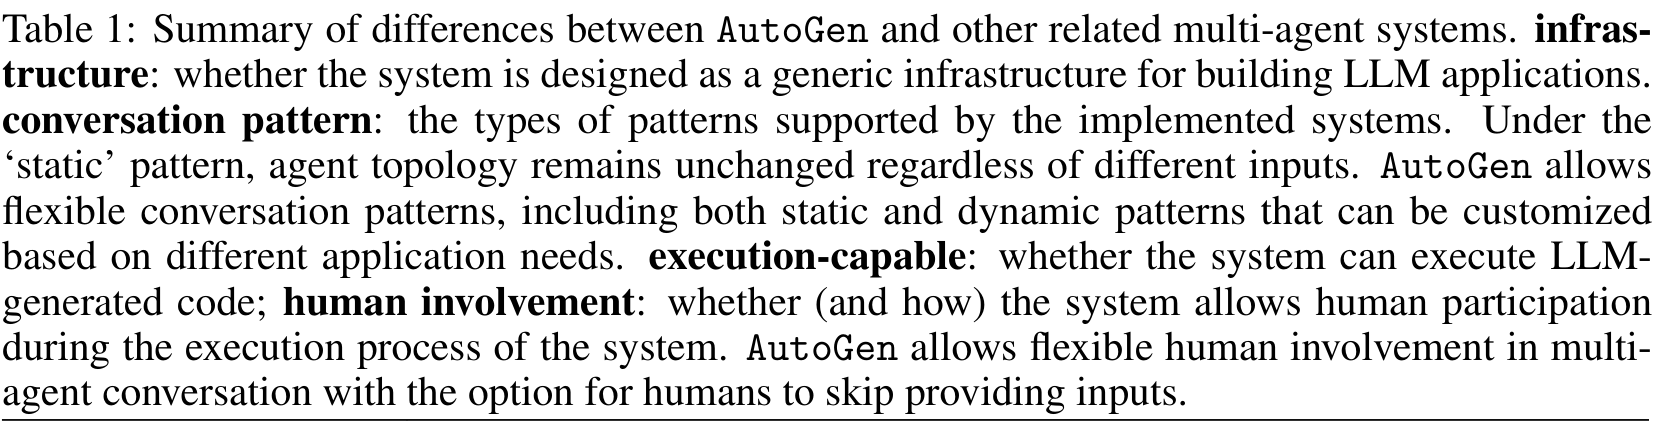 Table 1: Summary of differences between AutoGen and other related multi-agent systems. infras-
tructure: whether the system is designed as a generic infrastructure for building LLM applications.
conversation pattern: the types of patterns supported by the implemented systems. Under the
‘static’ pattern, agent topology remains unchanged regardless of different inputs. AutoGen allows
flexible conversation patterns, including both static and dynamic patterns that can be customized
based on different application needs. execution-capable: whether the system can execute LLM-
generated code; human involvement: whether (and how) the system allows human participation
during the execution process of the system. AutoGen allows flexible human involvement in multi-
agent conversation with the option for humans to skip providing inputs.